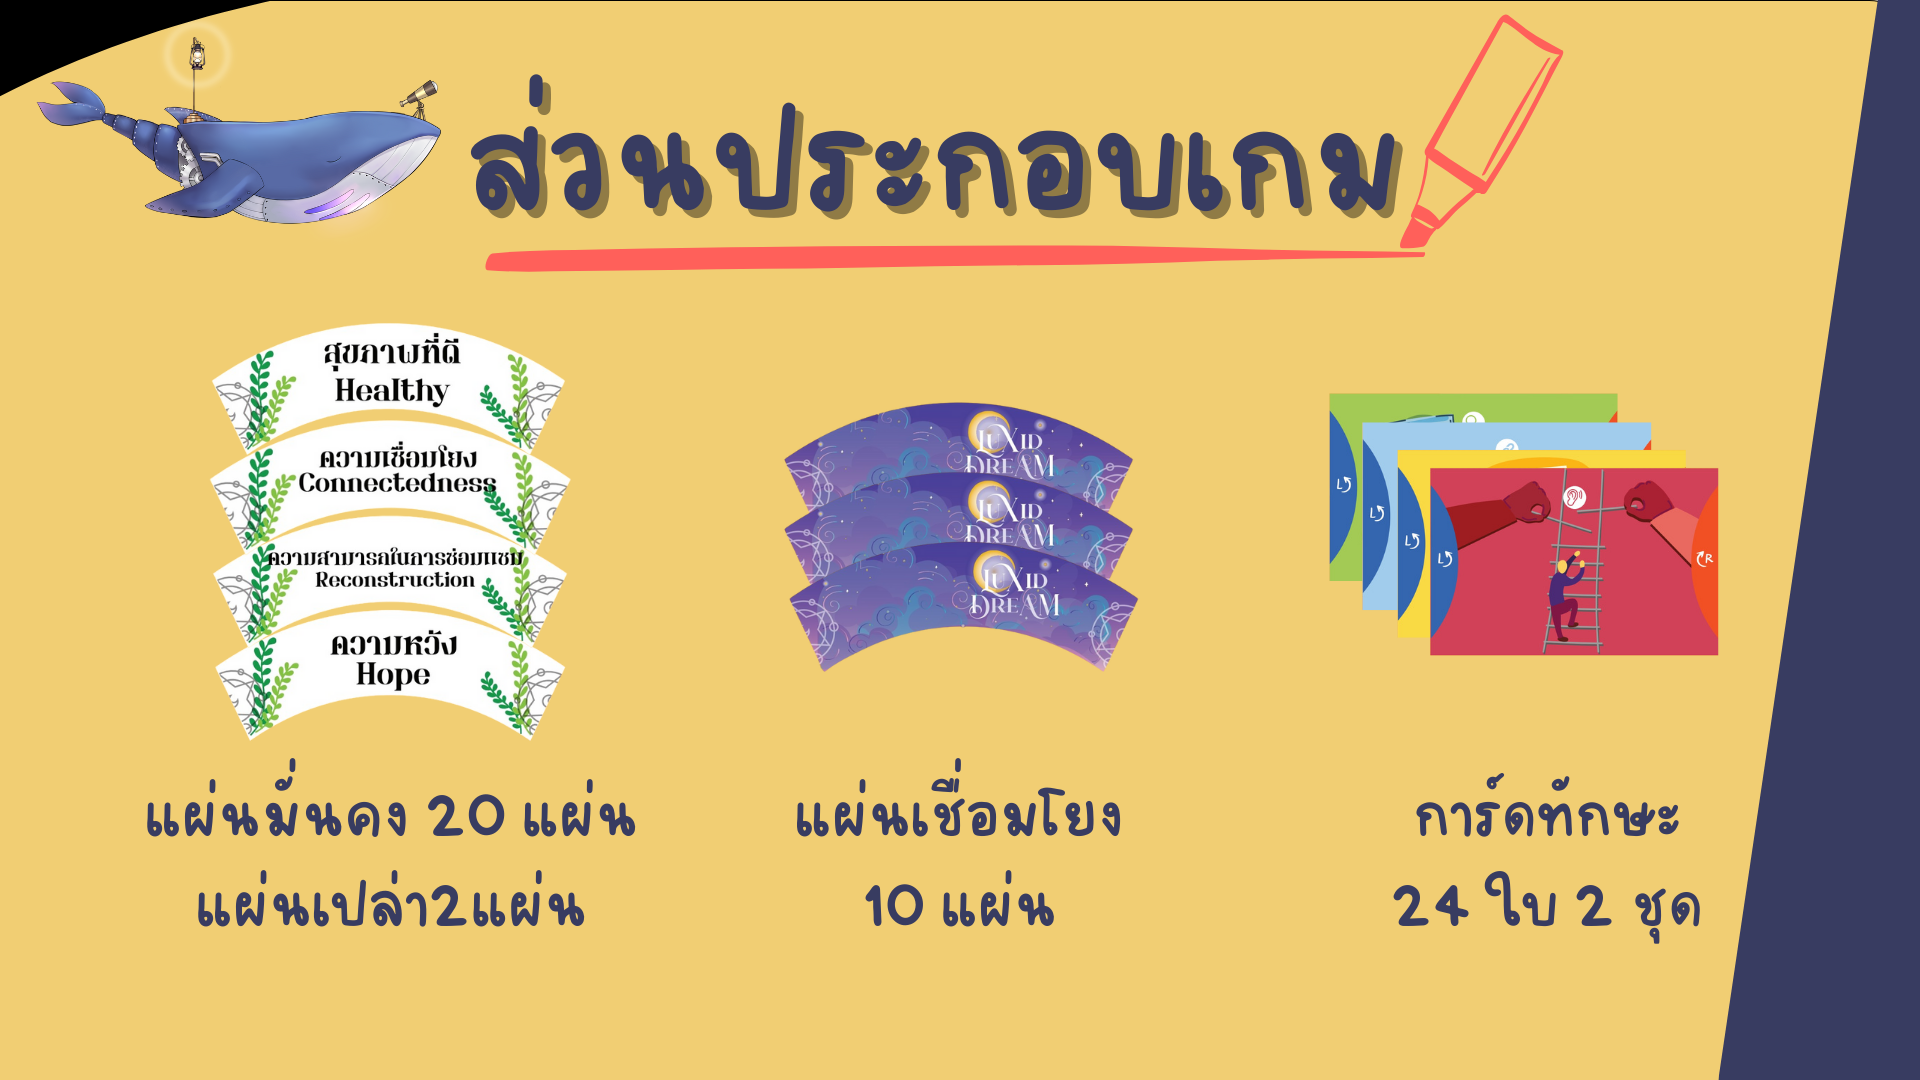 ส่วนประกอบเกม
สุขภาพที่ดี
Healthy
ความเชื่อมโยง
Connectedness
ความสามารถในการซ่อมแซม
Reconstruction
ความหวัง
Hope
แผ่นมั่นคง 20 แผ่น
แผ่นเปล่า2แผ่น
LUXID
DREAM
LUXID
DREAM
LUXID
DREAM
แผ่นเชื่อมโยง
10 แผ่น
L
L
L
L
R
การ์ดทักษะ
24 ใบ 2 ชุด